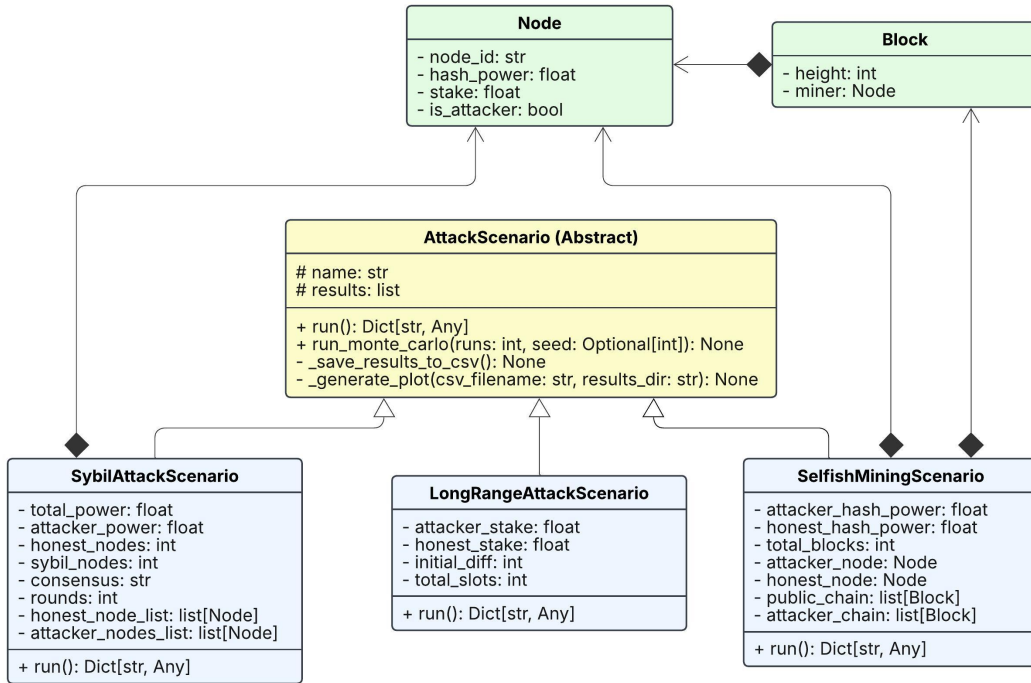 Node
- node_id: str
- hash_power: float
- stake: float
- is_attacker: bool
Block
- height: int
- miner: Node
AttackScenario (Abstract)
# name: str
# results: list
+ run(): Dict[str, Any]
+ run_monte_carlo(runs: int, seed: Optional[int]): None
- _save_results_to_csv(): None
- _generate_plot(csv_filename: str, results_dir: str): None
SybilAttackScenario
- total_power: float
- attacker_power: float
- honest_nodes: int
- sybil_nodes: int
- consensus: str
- rounds: int
- honest_node_list: list[Node]
- attacker_nodes_list: list[Node]
+ run(): Dict[str, Any]
LongRangeAttackScenario
- attacker_stake: float
- honest_stake: float
- initial_diff: int
- total_slots: int
+ run(): Dict[str, Any]
SelfishMiningScenario
- attacker_hash_power: float
- honest_hash_power: float
- total_blocks: int
- attacker_node: Node
- honest_node: Node
- public_chain: list[Block]
- attacker_chain: list[Block]
+ run(): Dict[str, Any]